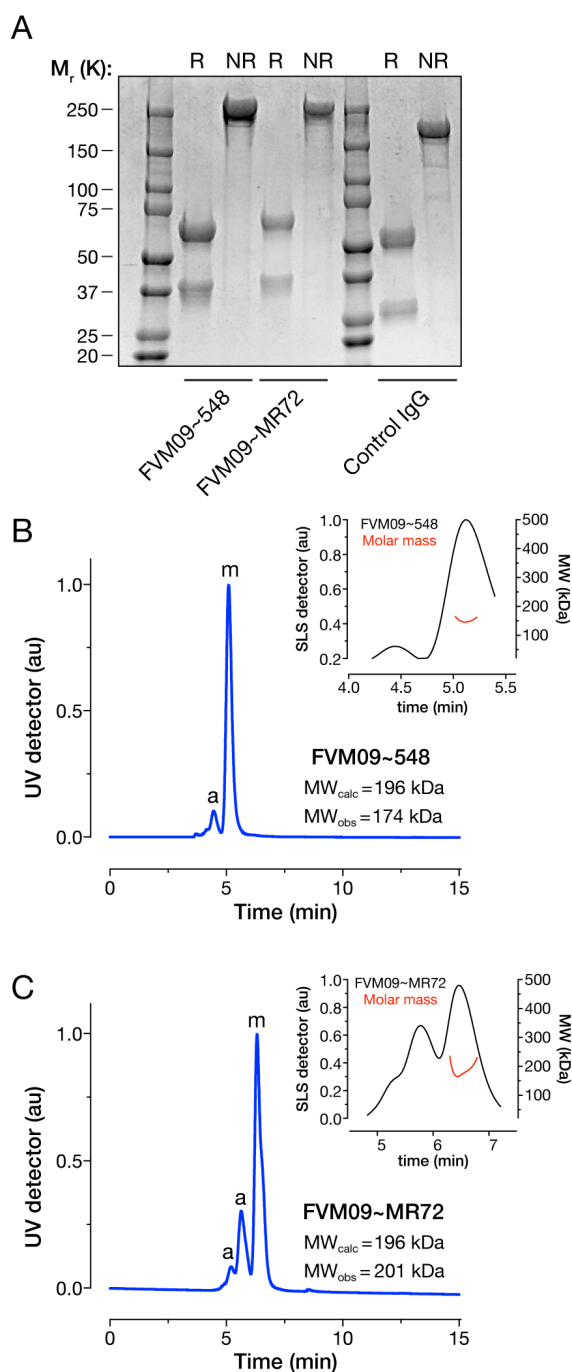 A
M_r (K):
R NR R NR R NR
250
150
100
75
50
37
25
20
FVM09~548
FVM09~MR72
Control IgG
B
UV detector (au)
1.0
0.5
0.0
a
m
0 5 10 15
Time (min)
SLS detector (au)
1.0
0.8
0.6
0.4
0.2
FVM09~548
Molar mass
500
400
300
200
100
MW (kDa)
4.0 4.5 5.0 5.5
time (min)
FVM09~548
MWcalc = 196 kDa
MWobs = 174 kDa
C
UV detector (au)
1.0
0.5
0.0
a
a
m
0 5 10 15
Time (min)
SLS detector (au)
1.0
0.8
0.6
0.4
0.2
0.0
FVM09~MR72
Molar mass
500
400
300
200
100
MW (kDa)
5 6 7
time (min)
FVM09~MR72
MWcalc = 196 kDa
MWobs = 201 kDa